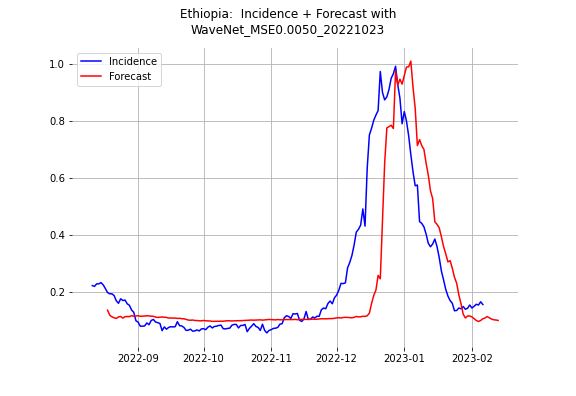 Ethiopia: Incidence + Forecast with
WaveNet_MSE0.0050_20221023
Incidence
Forecast
1.0
0.8
0.6
0.4
0.2
2022-09 2022-10 2022-11 2022-12 2023-01 2023-02